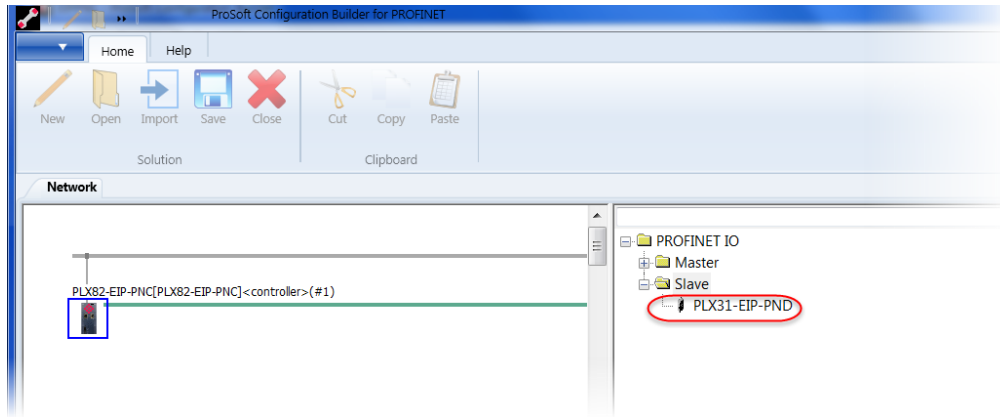 ProSoft Configuration Builder for PROFINET
Home Help
New Open Import Save Close Cut Copy Paste
Solution Clipboard
Network
PROFINET IO
Master
PLX82-EIP-PNC[PLX82-EIP-PNC]<controller>(#1)
Slave
PLX31-EIP-PND